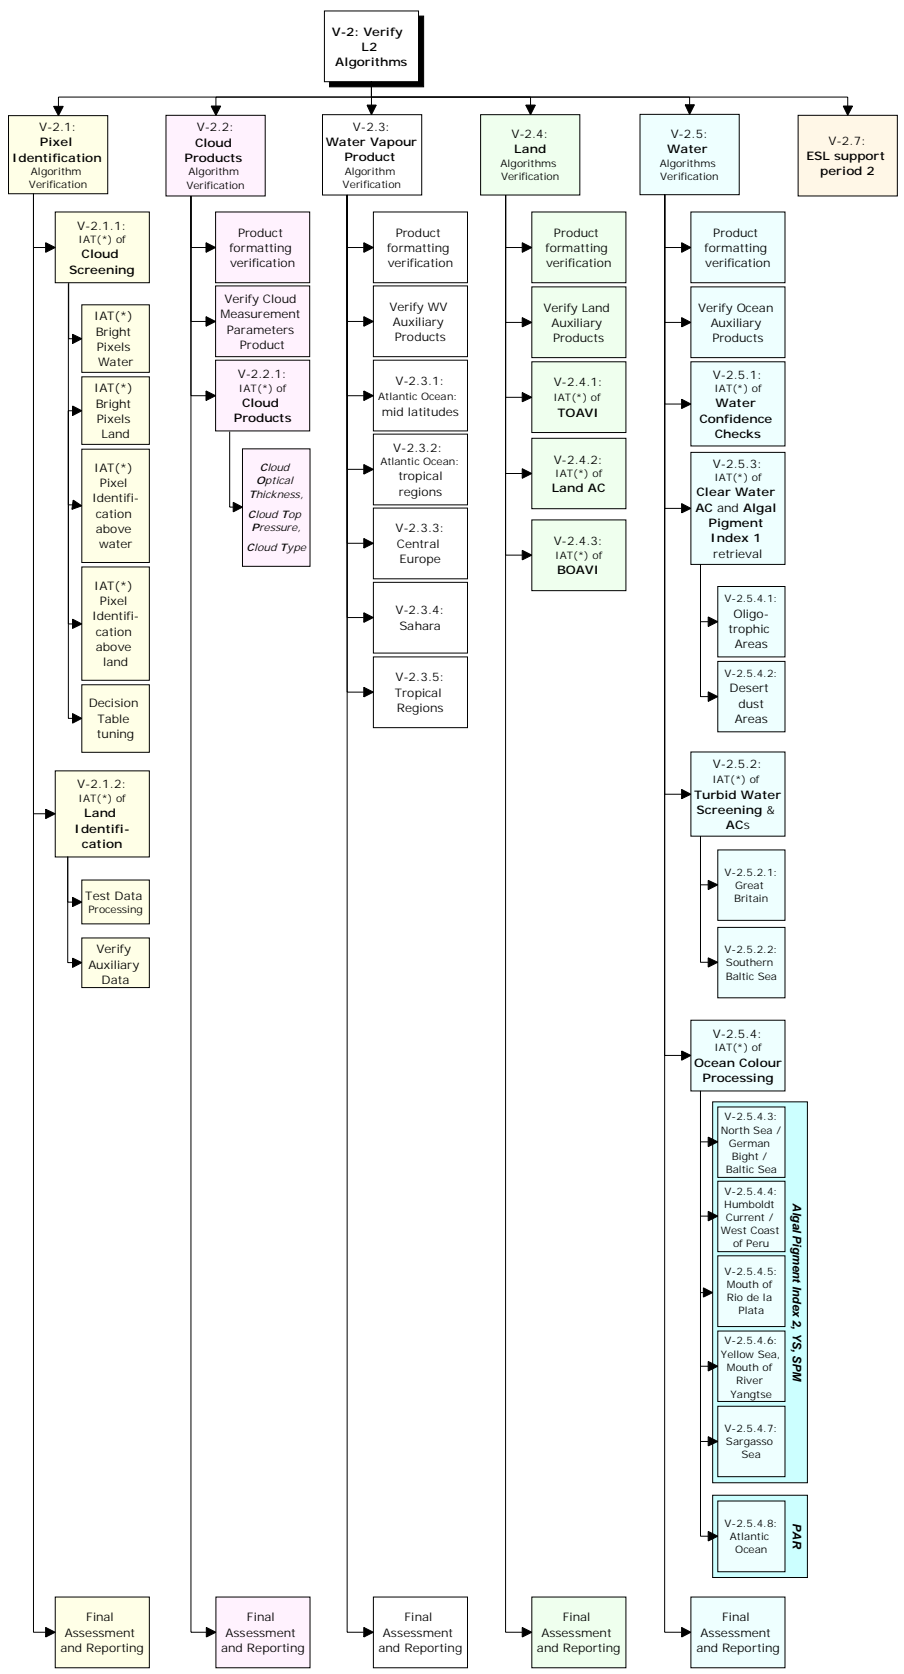 V-2: Verify
L2
Algorithms
V-2.1:
Pixel
Identification
Algorithm
Verification
V-2.2:
Cloud
Products
Algorithm
Verification
V-2.3:
Water Vapour
Product
Algorithm
Verification
V-2.4:
Land
Algorithms
Verification
V-2.5:
Water
Algorithms
Verification
V-2.7:
ESL support
period 2
V-2.1.1:
IAT(*) of
Cloud
Screening
IAT(*)
Bright
Pixels
Water
IAT(*)
Bright
Pixels
Land
IAT(*)
Pixel
Identifi-
cation
above
water
IAT(*)
Pixel
Identifi-
cation
above
land
Decision
Table
tuning
V-2.1.2:
IAT(*) of
Land
Identifi-
cation
Test Data
Processing
Verify
Auxiliary
Data
Final
Assessment
and Reporting
Product
formatting
verification
Verify Cloud
Measurement
Parameters
Product
V-2.2.1:
IAT(*) of
Cloud
Products
Cloud
Optical
Thickness,
Cloud Top
Pressure,
Cloud Type
Final
Assessment
and Reporting
Product
formatting
verification
Verify WV
Auxiliary
Products
V-2.3.1:
Atlantic Ocean:
mid latitudes
V-2.3.2:
Atlantic Ocean:
tropical
regions
V-2.3.3:
Central
Europe
V-2.3.4:
Sahara
V-2.3.5:
Tropical
Regions
Final
Assessment
and Reporting
Product
formatting
verification
Verify Land
Auxiliary
Products
V-2.4.1:
IAT(*) of
TOAVI
V-2.4.2:
IAT(*) of
Land AC
V-2.4.3:
IAT(*) of
BOAVI
Final
Assessment
and Reporting
Product
formatting
verification
Verify Ocean
Auxiliary
Products
V-2.5.1:
IAT(*) of
Water
Confidence
Checks
V-2.5.3:
IAT(*) of
Clear Water
AC and Algal
Pigment
Index 1
retrieval
V-2.5.4.1:
Oligo-
trophic
Areas
V-2.5.4.2:
Desert
dust
Areas
V-2.5.2:
IAT(*) of
Turbid Water
Screening &
ACs
V-2.5.2.1:
Great
Britain
V-2.5.2.2:
Southern
Baltic Sea
V-2.5.4:
IAT(*) of
Ocean Colour
Processing
V-2.5.4.3:
North Sea /
German
Bight /
Baltic Sea
V-2.5.4.4:
Humboldt
Current /
West Coast
of Peru
V-2.5.4.5:
Mouth of
Rio de la
Plata
V-2.5.4.6:
Yellow Sea,
Mouth of
River
Yangtse
V-2.5.4.7:
Sargasso
Sea
Algal Pigment Index 2, YS, SPM
V-2.5.4.8:
Atlantic
Ocean
PAR
Final
Assessment
and Reporting